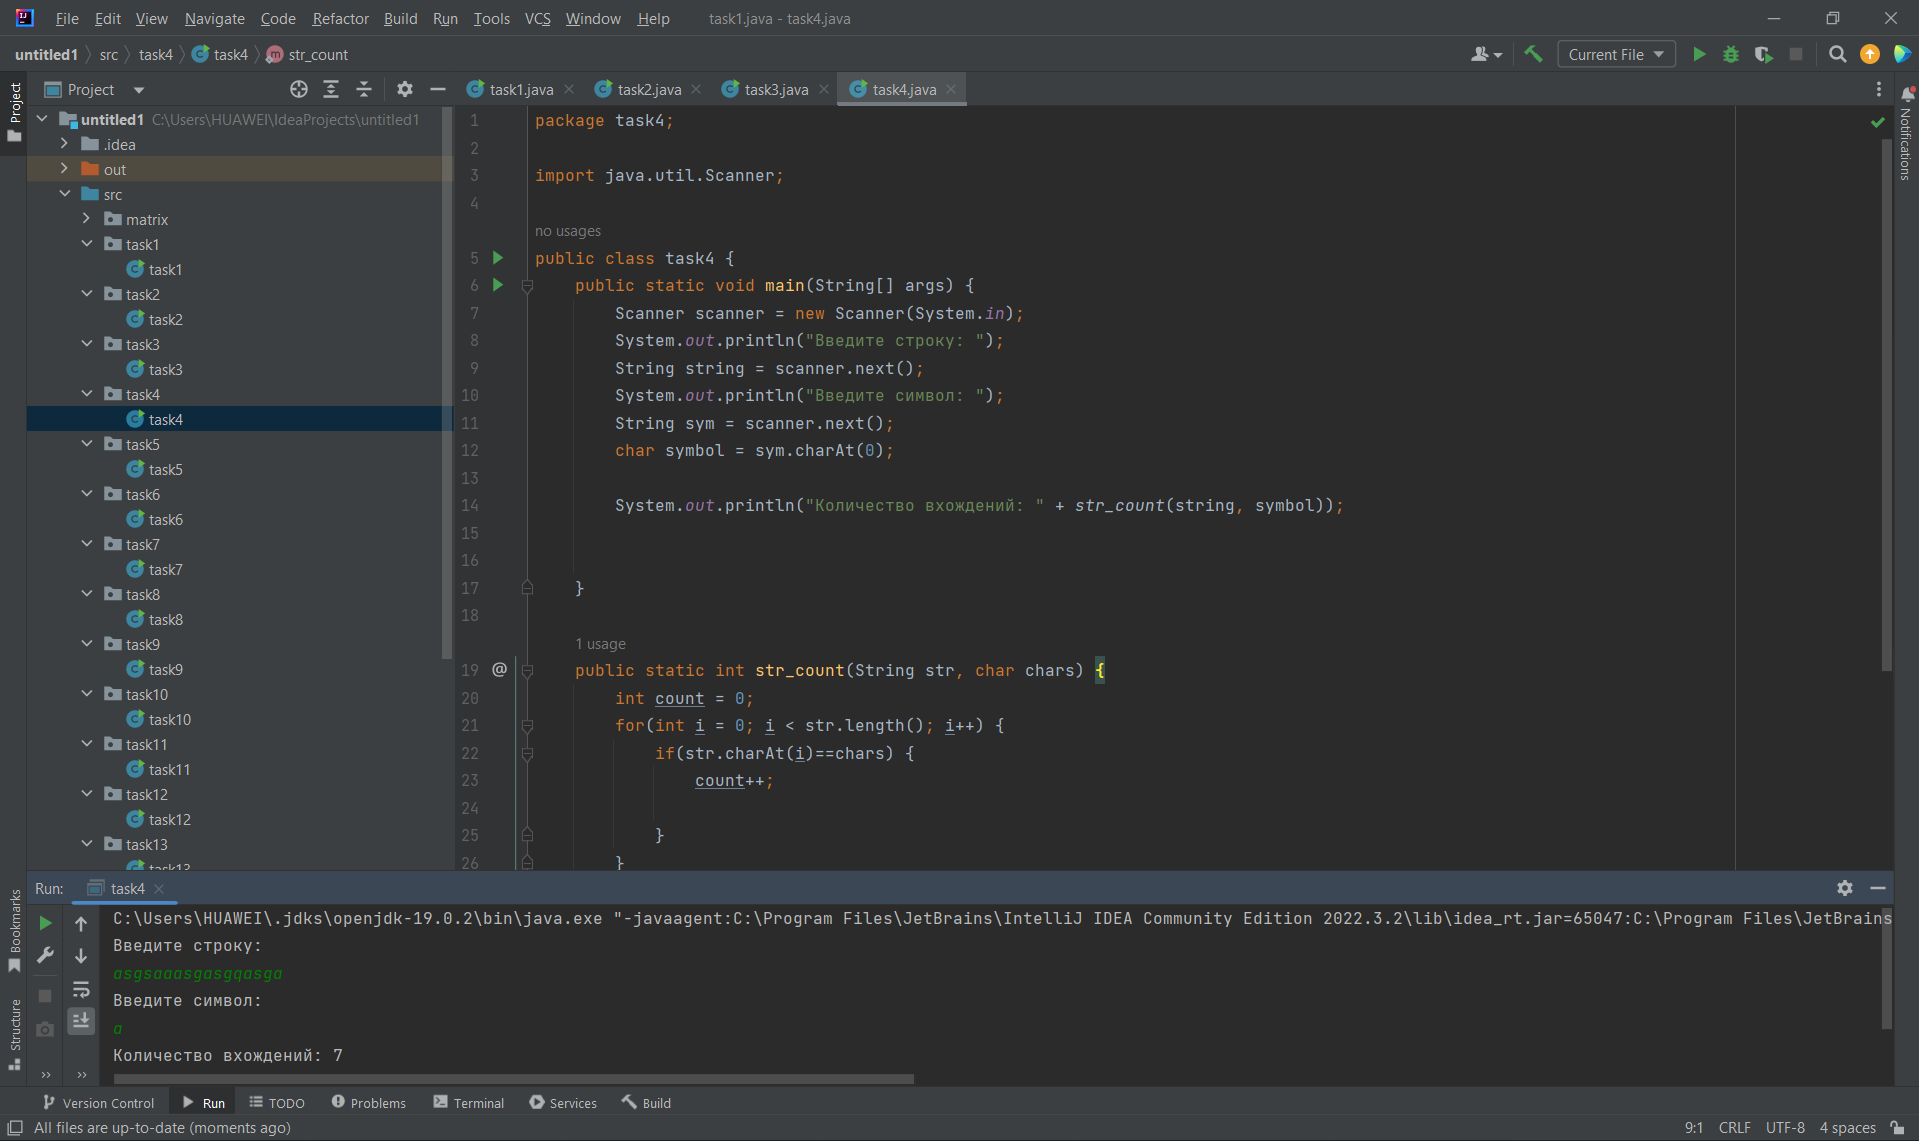 File Edit View Navigate Code Refactor Build Run Tools VCS Window Help task1.java - task4.java
untitled1 src task4 task4 m str_count Current File
Project
Project
task1.java task2.java task3.java task4.java
Notifications
untitled1 C:\Users\HUAWEI\IdeaProjects\untitled1
.idea
out
src
matrix
task1
task1
task2
task2
task3
task3
task4
task4
task5
task5
task6
task6
task7
task7
task8
task8
task9
task9
task10
task10
task11
task11
task12
task12
task13
task13
1 package task4;
2
3 import java.util.Scanner;
4
no usages
5 public class task4 {
6 public static void main(String[] args) {
7 Scanner scanner = new Scanner(System.in);
8 System.out.println("Введите строку: ");
9 String string = scanner.next();
10 System.out.println("Введите символ: ");
11 String sym = scanner.next();
12 char symbol = sym.charAt(0);
13
14 System.out.println("Количество вхождений: " + str_count(string, symbol));
15
16
17 }
18
1 usage
19 @ public static int str_count(String str, char chars) {
20 int count = 0;
21 for(int i = 0; i < str.length(); i++) {
22 if(str.charAt(i)==chars) {
23 count++;
24
25 }
26 }
Run: task4
Bookmarks
Structure
C:\Users\HUAWEI\.jdks\openjdk-19.0.2\bin\java.exe "-javaagent:C:\Program Files\JetBrains\IntelliJ IDEA Community Edition 2022.3.2\lib\idea_rt.jar=65047:C:\Program Files\JetBrains
Введите строку:
asgsaaasgasgqasga
Введите символ:
a
Количество вхождений: 7
Version Control Run TODO Problems Terminal Services Build
All files are up-to-date (moments ago) 9:1 CRLF UTF-8 4 spaces